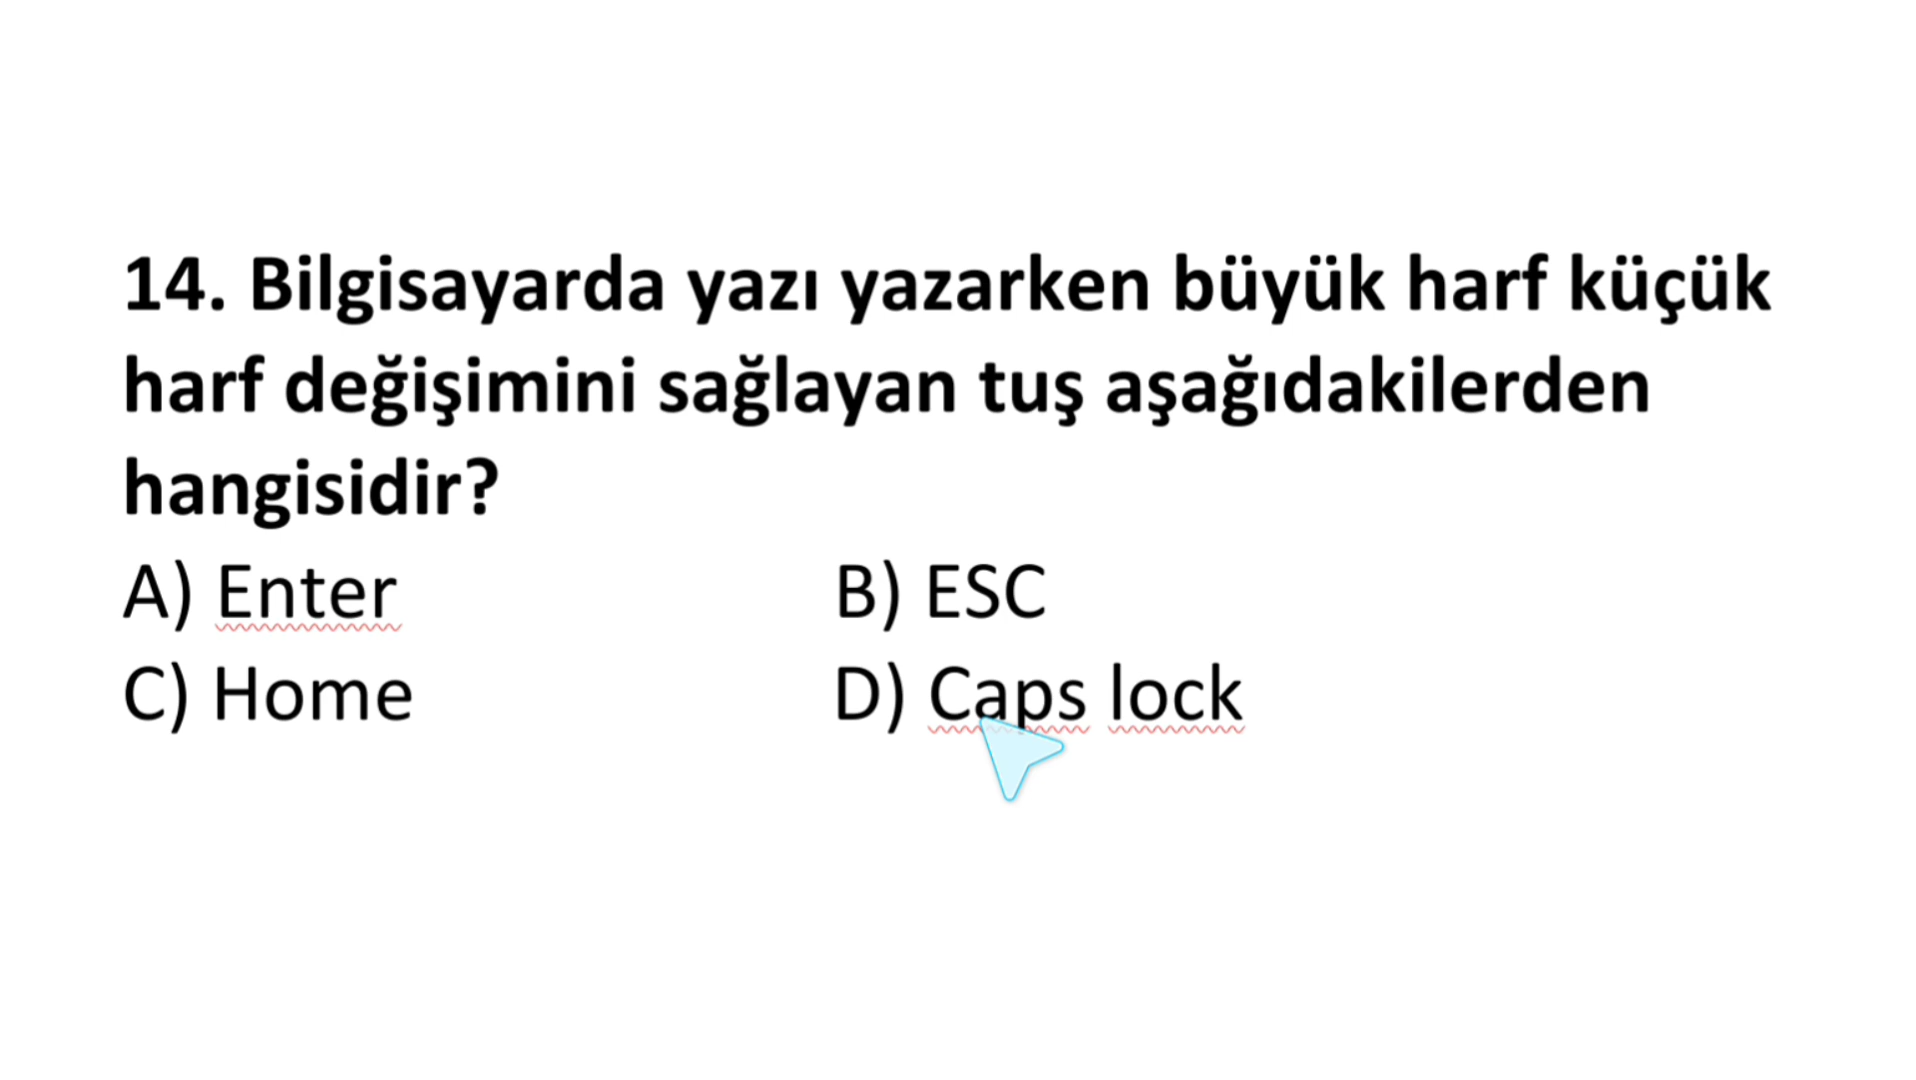 14. Bilgisayarda yazı yazarken büyük harf küçük
harf değişimini sağlayan tuş aşağıdakilerden
hangisidir?
A) Enter B) ESC
C) Home D) Caps lock